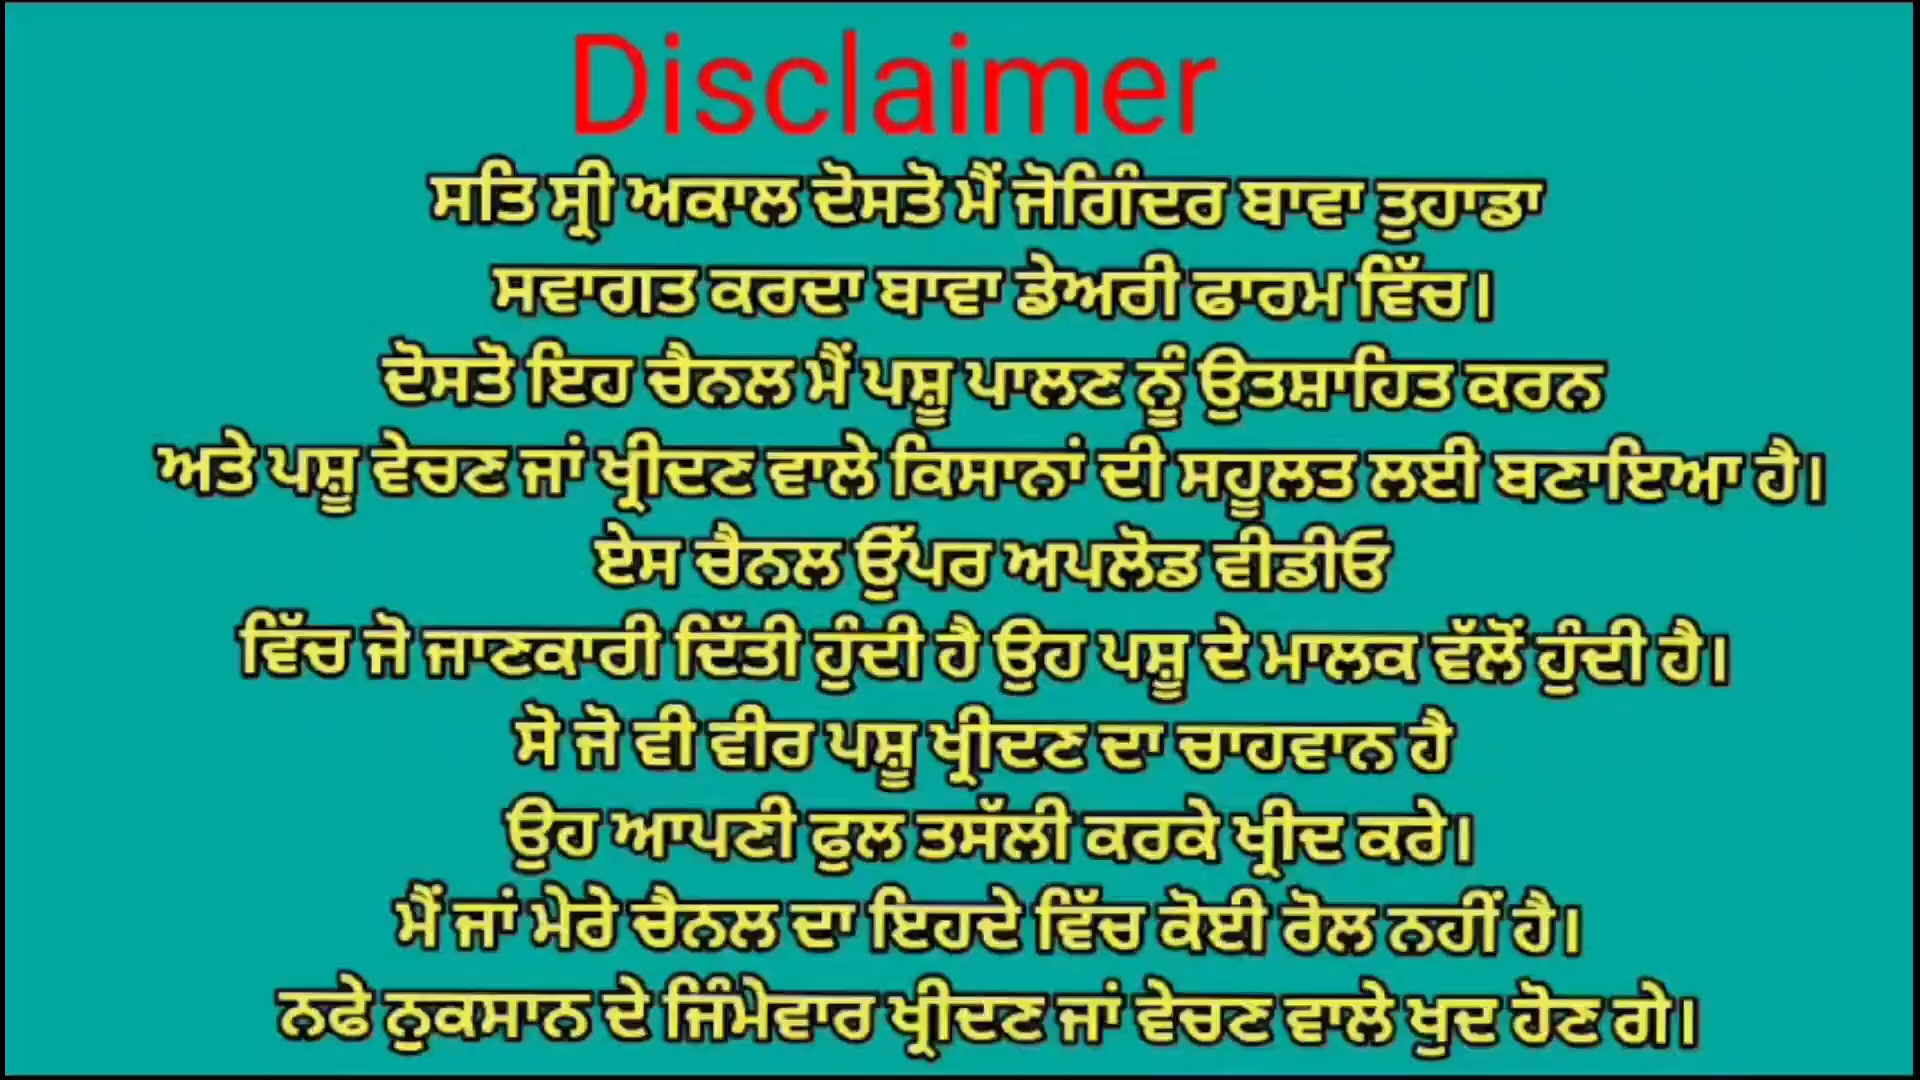 Disclaimer
ਸਤਿ ਸ੍ਰੀ ਅਕਾਲ ਦੋਸਤੋ ਮੈਂ ਜੋਗਿੰਦਰ ਬਾਵਾ ਤੁਹਾਡਾ
ਸਵਾਗਤ ਕਰਦਾ ਬਾਵਾ ਡੇਅਰੀ ਫਾਰਮ ਵਿੱਚ।
ਦੋਸਤੋ ਇਹ ਚੈਨਲ ਮੈਂ ਪਸ਼ੂ ਪਾਲਣ ਨੂੰ ਉਤਸ਼ਾਹਿਤ ਕਰਨ
ਅਤੇ ਪਸ਼ੂ ਵੇਚਣ ਜਾਂ ਖ੍ਰੀਦਣ ਵਾਲੇ ਕਿਸਾਨਾਂ ਦੀ ਸਹੂਲਤ ਲਈ ਬਣਾਇਆ ਹੈ।
ਏਸ ਚੈਨਲ ਉੱਪਰ ਅਪਲੋਡ ਵੀਡੀਓ
ਵਿੱਚ ਜੋ ਜਾਣਕਾਰੀ ਦਿੱਤੀ ਹੁੰਦੀ ਹੈ ਉਹ ਪਸ਼ੂ ਦੇ ਮਾਲਕ ਵੱਲੋਂ ਹੁੰਦੀ ਹੈ।
ਸੋ ਜੋ ਵੀ ਵੀਰ ਪਸ਼ੂ ਖ੍ਰੀਦਣ ਦਾ ਚਾਹਵਾਨ ਹੈ
ਉਹ ਆਪਣੀ ਫੁਲ ਤਸੱਲੀ ਕਰਕੇ ਖ੍ਰੀਦ ਕਰੇ।
ਮੈਂ ਜਾਂ ਮੇਰੇ ਚੈਨਲ ਦਾ ਇਹਦੇ ਵਿੱਚ ਕੋਈ ਰੋਲ ਨਹੀਂ ਹੈ।
ਨਫੇ ਨੁਕਸਾਨ ਦੇ ਜਿੰਮੇਵਾਰ ਖ੍ਰੀਦਣ ਜਾਂ ਵੇਚਣ ਵਾਲੇ ਖੁਦ ਹੋਣ ਗੇ।